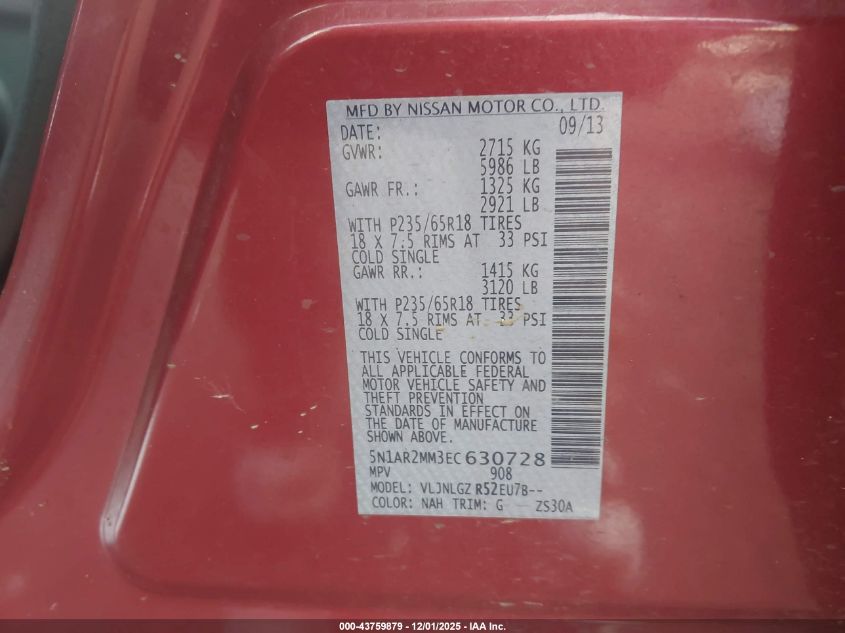 MFD BY NISSAN MOTOR CO., LTD.
DATE: 09/13
GVWR: 2715 KG
5986 LB
GAWR FR.: 1325 KG
2921 LB
WITH P235/65R18 TIRES
18 X 7.5 RIMS AT 33 PSI
COLD SINGLE
GAWR RR.: 1415 KG
3120 LB
WITH P235/65R18 TIRES
18 X 7.5 RIMS AT 33 PSI
COLD SINGLE
THIS VEHICLE CONFORMS TO
ALL APPLICABLE FEDERAL
MOTOR VEHICLE SAFETY AND
THEFT PREVENTION
STANDARDS IN EFFECT ON
THE DATE OF MANUFACTURE
SHOWN ABOVE.
5N1AR2MM3EC630728
MPV 908
MODEL: VLJNLGZ R52EU7B--
COLOR: NAH TRIM: G ZS30A
000-43759879 - 12/01/2025 - IAA Inc.